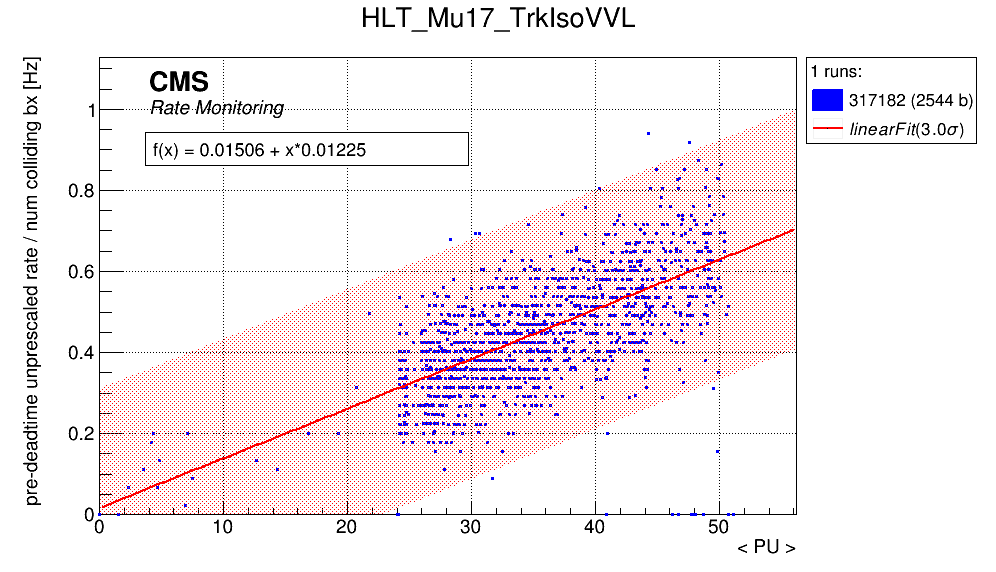 HLT_Mu17_TrkIsoVVL
pre-deadtime unprescaled rate / num colliding bx [Hz]
CMS
Rate Monitoring
f(x) = 0.01506 + x*0.01225
1 runs:
317182 (2544 b)
linearFit(3.0σ)
1
0.8
0.6
0.4
0.2
0
0 10 20 30 40 50
< PU >